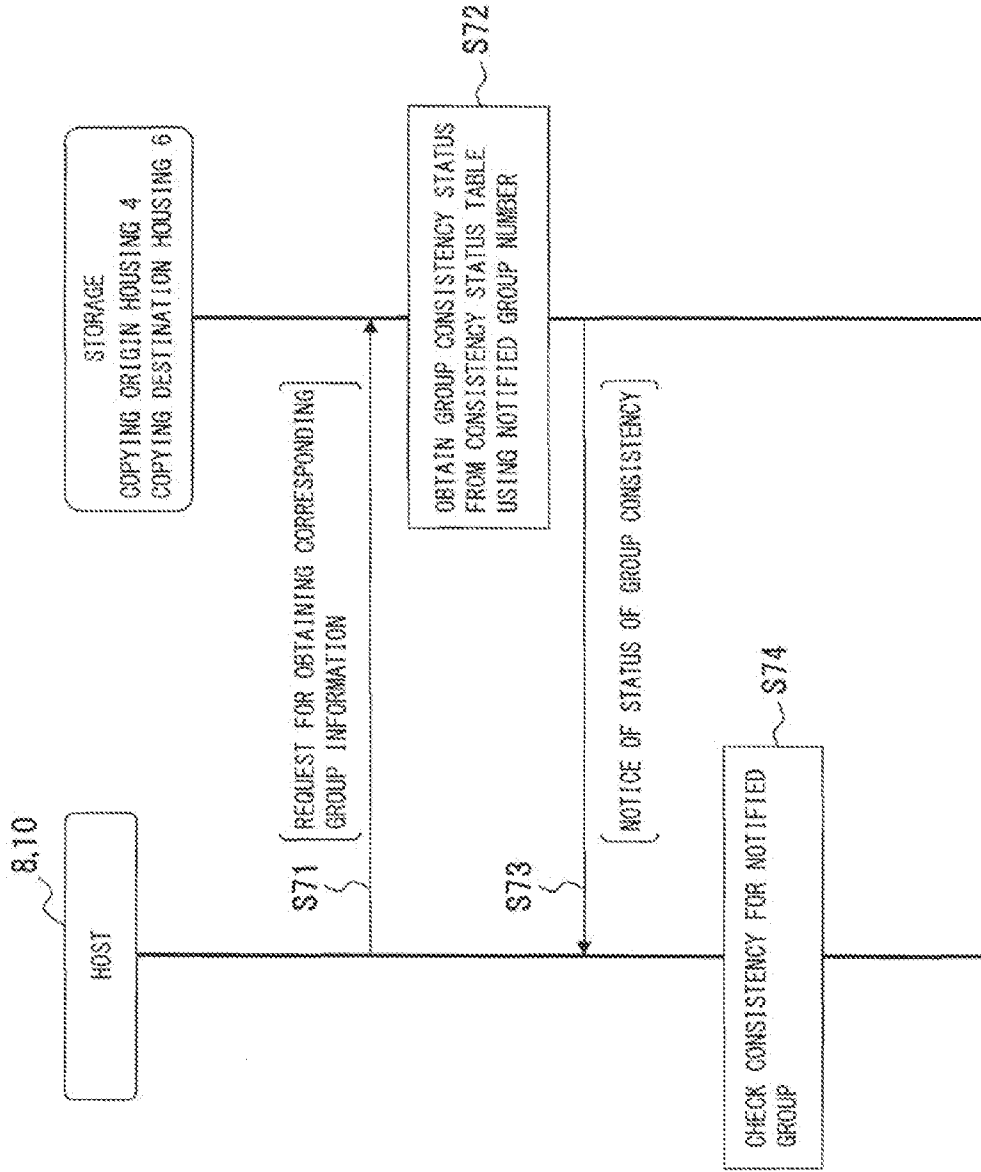 8,10
HOST
STORAGE
COPYING ORIGIN HOUSING 4
COPYING DESTINATION HOUSING 6
S71
REQUEST FOR OBTAINING CORRESPONDING
GROUP INFORMATION
S72
OBTAIN GROUP CONSISTENCY STATUS
FROM CONSISTENCY STATUS TABLE
USING NOTIFIED GROUP NUMBER
S73
NOTICE OF STATUS OF GROUP CONSISTENCY
S74
CHECK CONSISTENCY FOR NOTIFIED
GROUP